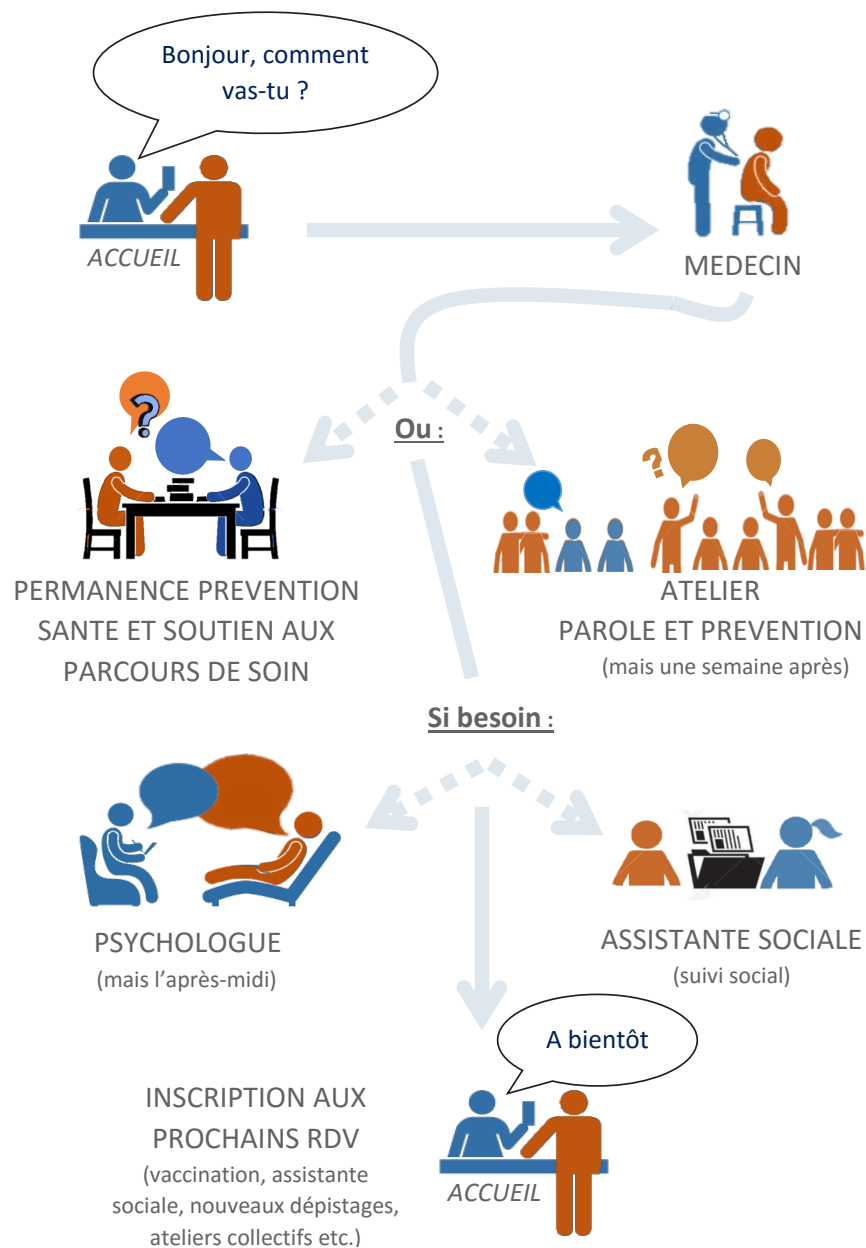 Bonjour, comment
vas-tu ?
ACCUEIL
MEDECIN
Ou :
PERMANENCE PREVENTION
SANTE ET SOUTIEN AUX
PARCOURS DE SOIN
?
?
ATELIER
PAROLE ET PREVENTION
(mais une semaine après)
Si besoin :
PSYCHOLOGUE
(mais l’après-midi)
ASSISTANTE SOCIALE
(suivi social)
A bientôt
INSCRIPTION AUX
PROCHAINS RDV
(vaccination, assistante
sociale, nouveaux dépistages,
ateliers collectifs etc.)
ACCUEIL